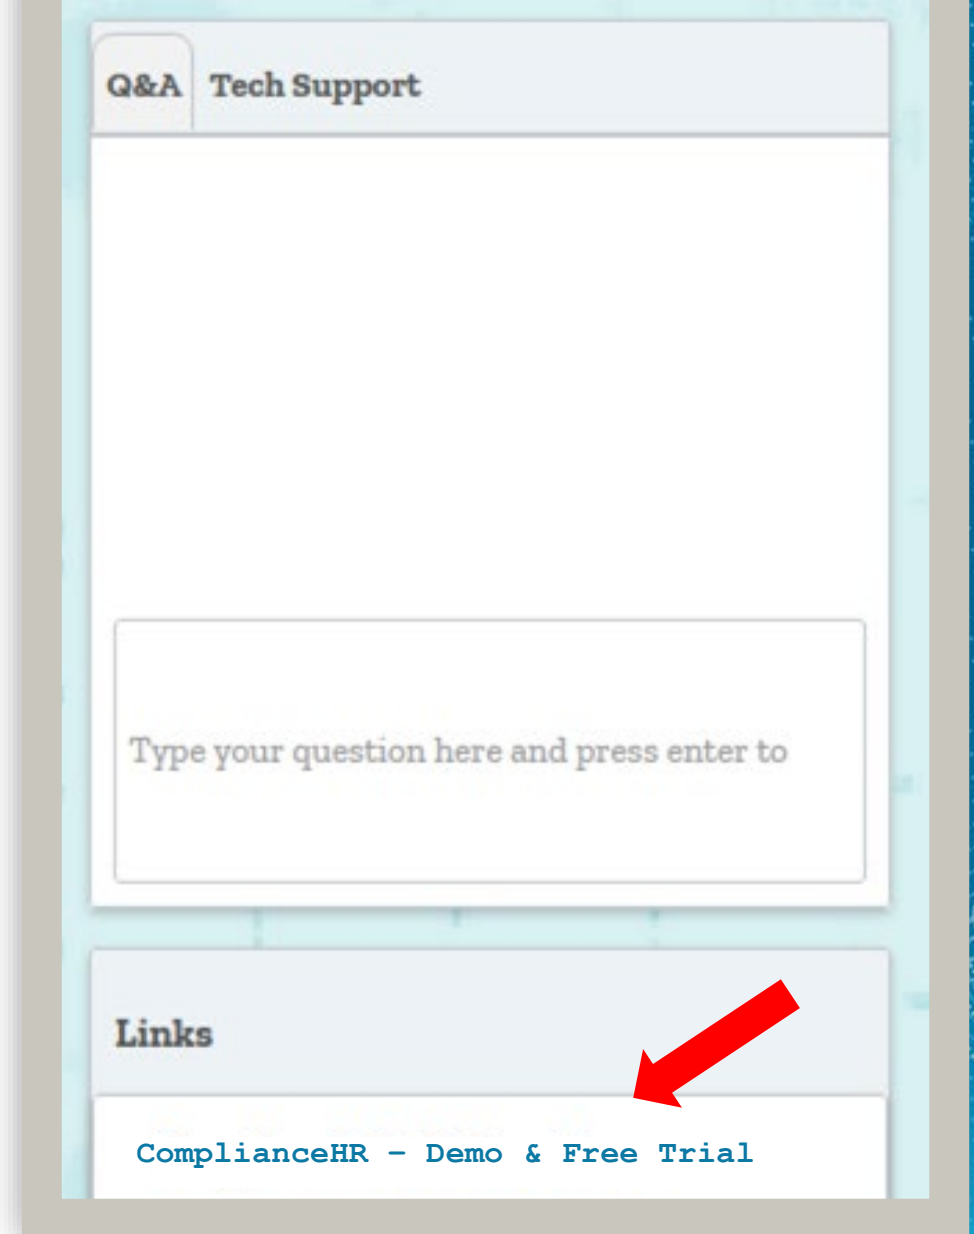 Q&A Tech Support
Type your question here and press enter to
Links
ComplianceHR – Demo & Free Trial